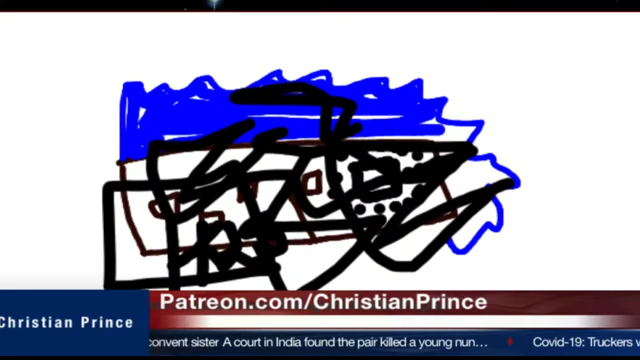 Patreon.com/ChristianPrince
Christian Prince
convent sister A court in India found the pair killed a young nun… Covid-19: Truckers